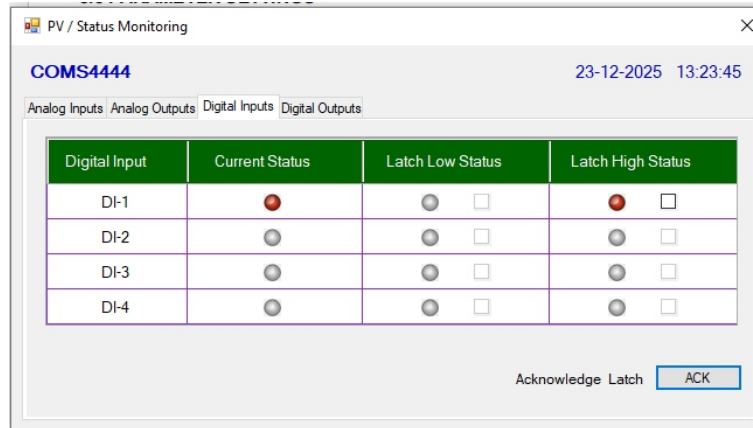 PV / Status Monitoring
COMS4444 23-12-2025 13:23:45
Analog Inputs Analog Outputs Digital Inputs Digital Outputs
Digital Input Current Status Latch Low Status Latch High Status
DI-1
DI-2
DI-3
DI-4
Acknowledge Latch ACK